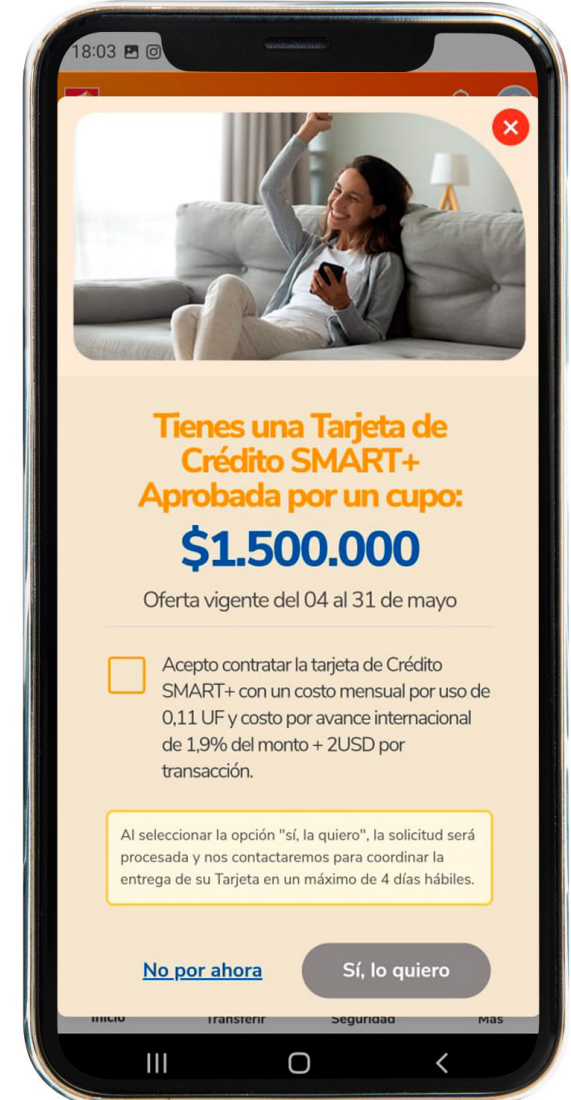 18:03
Tienes una Tarjeta de
Crédito SMART+
Aprobada por un cupo:
$1.500.000
Oferta vigente del 04 al 31 de mayo
Acepto contratar la tarjeta de Crédito
SMART+ con un costo mensual por uso de
0,11 UF y costo por avance internacional
de 1,9% del monto + 2USD por
transacción.
Al seleccionar la opción "sí, la quiero", la solicitud será
procesada y nos contactaremos para coordinar la
entrega de su Tarjeta en un máximo de 4 días hábiles.
No por ahora Sí, lo quiero
Inicio Transferir Seguridad Más